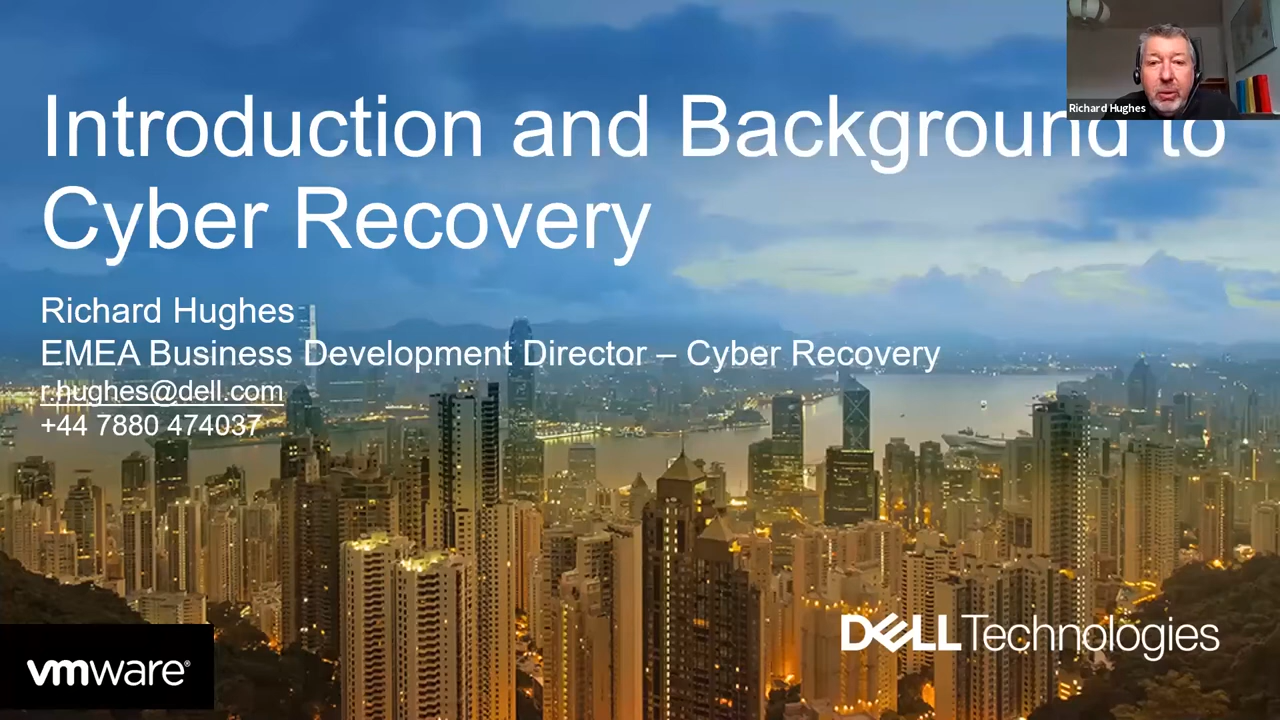 Introduction and Background to
Cyber Recovery
Richard Hughes
Richard Hughes
EMEA Business Development Director – Cyber Recovery
r.hughes@dell.com
+44 7880 474037
DELL Technologies
vmware®